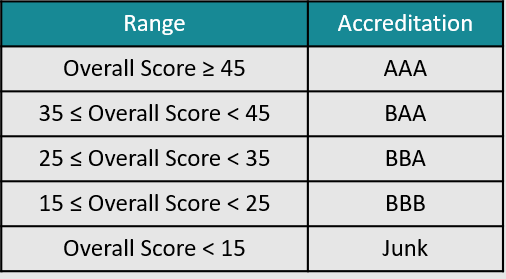 Range Accreditation
Overall Score ≥ 45 AAA
35 ≤ Overall Score < 45 BAA
25 ≤ Overall Score < 35 BBA
15 ≤ Overall Score < 25 BBB
Overall Score < 15 Junk